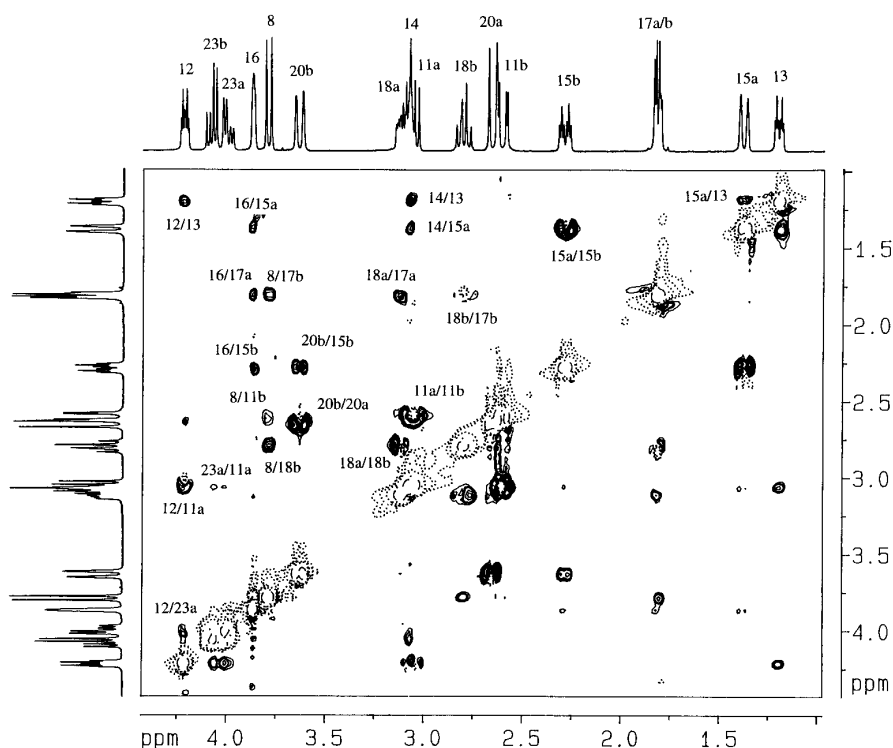 8 14 20a 17a/b
23b
12 16 11a 18b 11b
23a 20b 18a 15b 15a 13
16/15a 14/13 15a/13
12/13 14/15a
15a/15b
16/17a 8/17b 18a/17a
18b/17b
16/15b 20b/15b
8/11b 20b/20a 11a/11b
23a/11a 8/18b 18a/18b
12/11a
12/23a
1.5
2.0
2.5
3.0
3.5
4.0
ppm
ppm 4.0 3.5 3.0 2.5 2.0 1.5